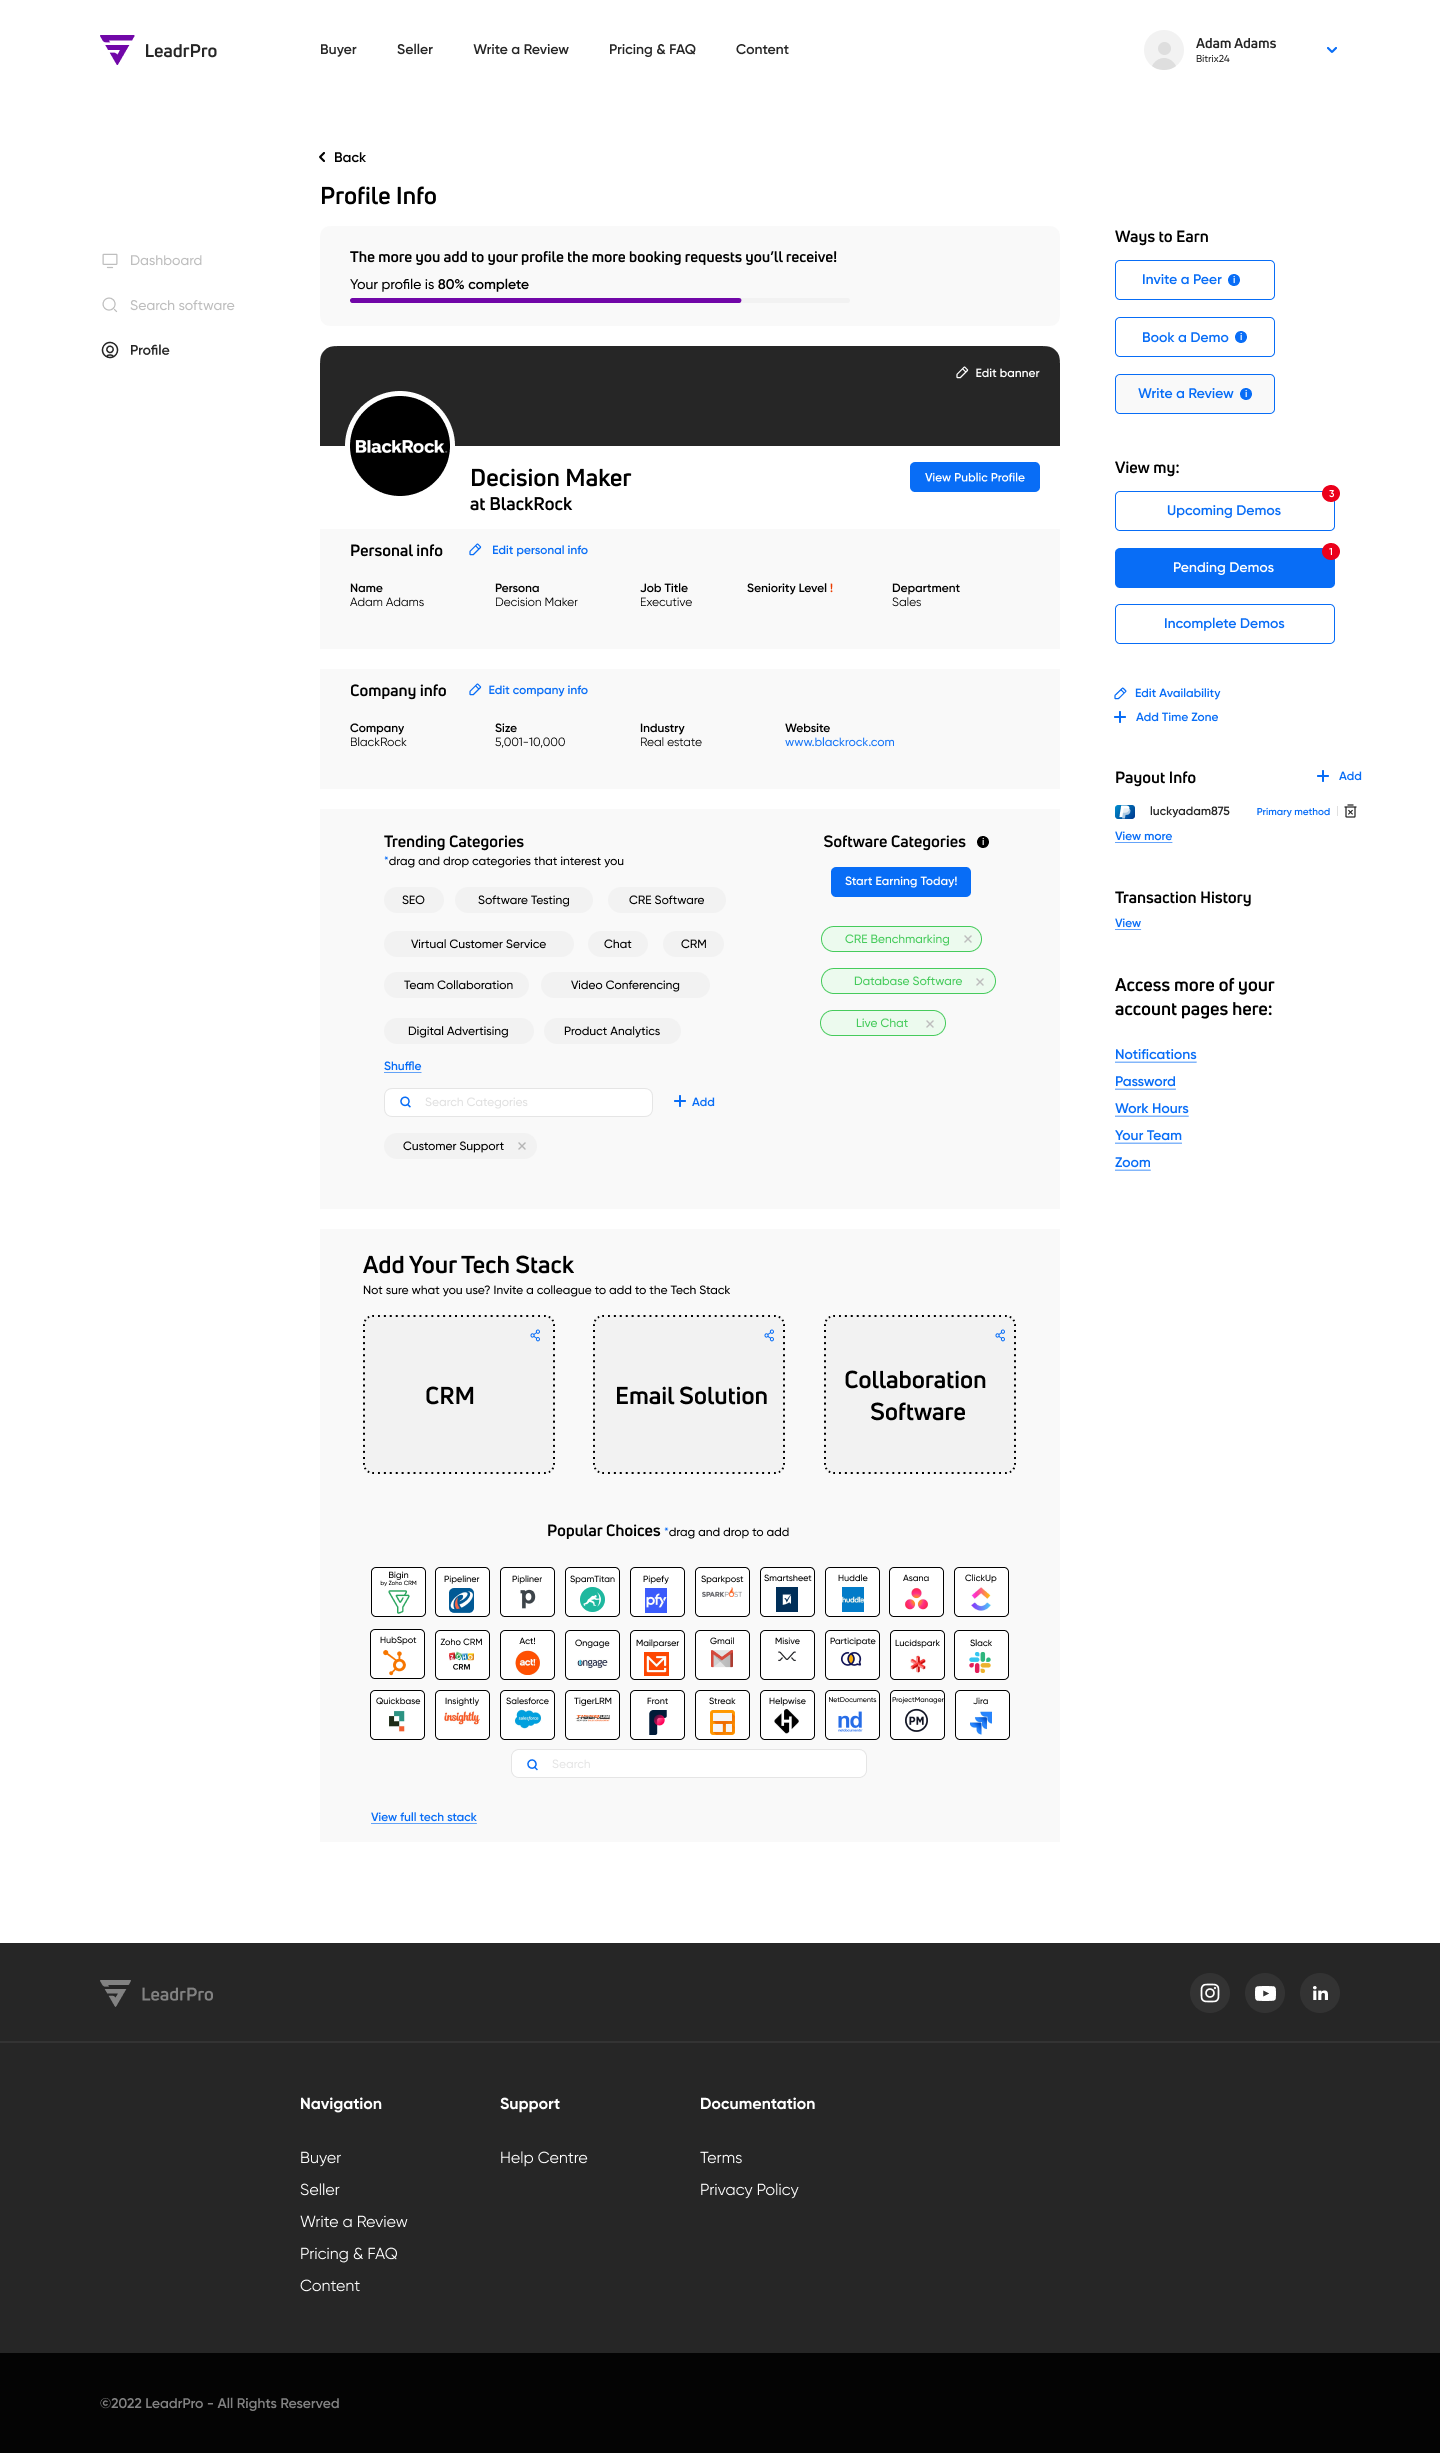 LeadrPro
Buyer
Seller
Write a Review
Pricing & FAQ
Content
Adam Adams
Bitrix24
Back
Profile Info
Dashboard
Search software
Profile
The more you add to your profile the more booking requests you'll receive!
Your profile is 80% complete
Edit banner
BlackRock.
Decision Maker
at BlackRock
View Public Profile
Personal info
Edit personal info
Name
Adam Adams
Persona
Decision Maker
Job Title
Executive
Seniority Level !
Department
Sales
Company info
Edit company info
Company
BlackRock
Size
5,001-10,000
Industry
Real estate
Website
www.blackrock.com
Trending Categories
*drag and drop categories that interest you
SEO
Software Testing
CRE Software
Virtual Customer Service
Chat
CRM
Team Collaboration
Video Conferencing
Digital Advertising
Product Analytics
Shuffle
Search Categories
Add
Customer Support
Software Categories
Start Earning Today!
CRE Benchmarking
Database Software
Live Chat
Add Your Tech Stack
Not sure what you use? Invite a colleague to add to the Tech Stack
CRM
Email Solution
Collaboration
Software
Popular Choices *drag and drop to add
Bigin
by Zoho CRM
Pipeliner
Pipliner
SpamTitan
Pipefy
pfy
Sparkpost
SPARKPOST
Smartsheet
Huddle
huddle
Asana
ClickUp
HubSpot
Zoho CRM
ZOHO
CRM
Act!
act!
Ongage
ongage
Mailparser
Gmail
Misive
Participate
Lucidspark
Slack
Quickbase
Insightly
insightly
Salesforce
salesforce
TigerLRM
Front
Streak
Helpwise
NetDocuments
nd
ProjectManager
PM
Jira
Search
View full tech stack
Ways to Earn
Invite a Peer
Book a Demo
Write a Review
View my:
Upcoming Demos
3
Pending Demos
1
Incomplete Demos
Edit Availability
Add Time Zone
Payout Info
Add
luckyadam875
Primary method
View more
Transaction History
View
Access more of your
account pages here:
Notifications
Password
Work Hours
Your Team
Zoom
LeadrPro
in
Navigation
Buyer
Seller
Write a Review
Pricing & FAQ
Content
Support
Help Centre
Documentation
Terms
Privacy Policy
©2022 LeadrPro - All Rights Reserved